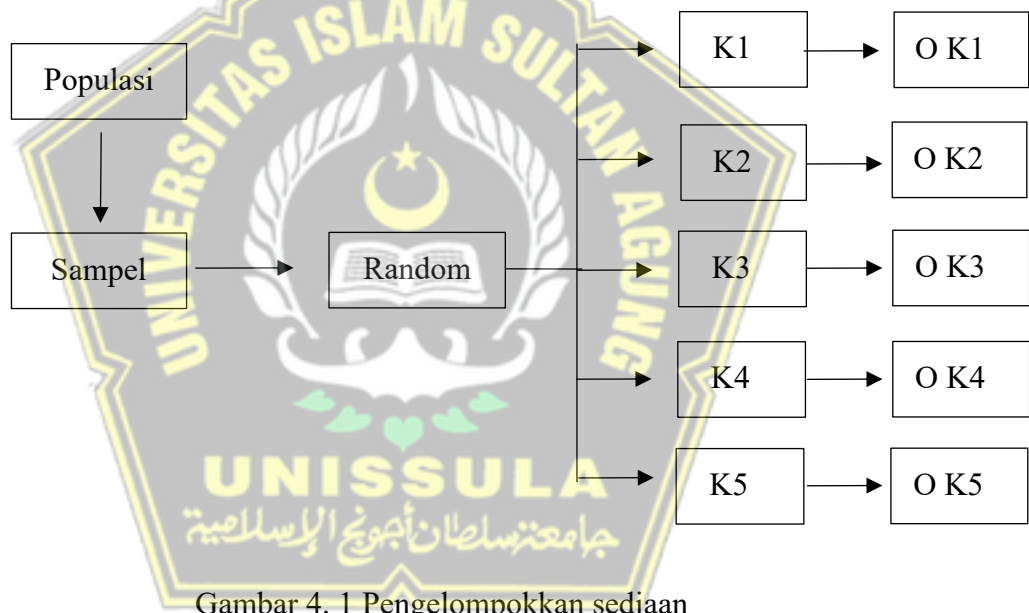 UNIVERSITAS ISLAM SULTAN AGUNG
Populasi
Sampel
Random
K1
O K1
K2
O K2
K3
O K3
K4
O K4
K5
O K5
UNISSULA
جامعة سلطان أجونج الإسلامية
Gambar 4. 1 Pengelompokkan sediaan